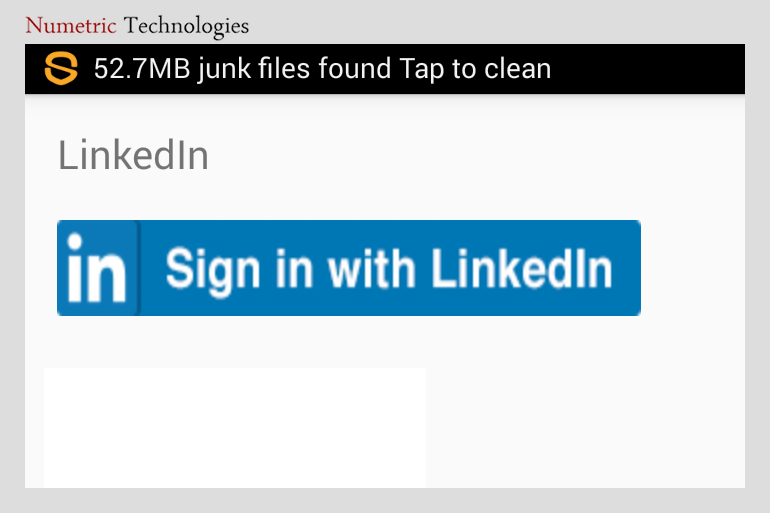 Numetric Technologies
52.7MB junk files found Tap to clean
LinkedIn
in Sign in with LinkedIn